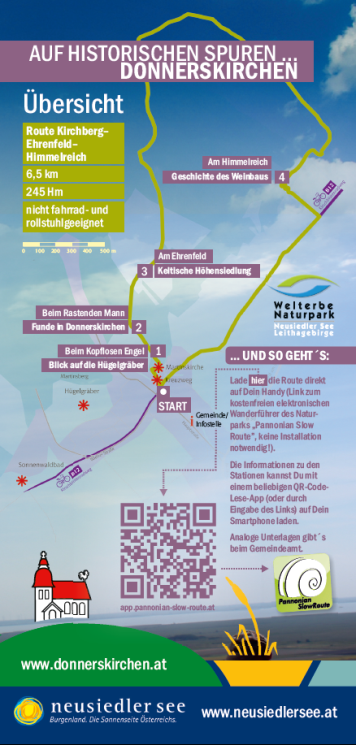 AUF HISTORISCHEN SPUREN ...
DONNERSKIRCHEN
Übersicht
Route Kirchberg–
Ehrenfeld–
Himmelreich
6,5 km
245 Hm
nicht fahrrad- und
rollstuhlgeeignet
0 100 200 300 400 500 m
Am Himmelreich
Geschichte des Weinbaus 4
Am Ehrenfeld
3 Keltische Höhensiedlung
Beim Rastenden Mann
Funde in Donnerskirchen 2
Beim Kopflosen Engel
Blick auf die Hügelgräber 1
Martinskirche
Kreuzweg
Hügelgräber
START
Gemeinde/
Infostelle
i
Sonnenwaldbad
Welterbe
Naturpark
Neusiedler See
Leithagebirge
... UND SO GEHT´S:
Lade hier die Route direkt
auf Dein Handy (Link zum
kostenfreien elektronischen
Wanderführer des Natur-
parks „Pannonian Slow
Route", keine Installation
notwendig!).
Die Informationen zu den
Stationen kannst Du mit
einem beliebigen QR-Code-
Lese-App (oder durch
Eingabe des Links) auf Dein
Smartphone laden.
Analoge Unterlagen gibt´s
beim Gemeindeamt.
app.pannonian-slow-route.at
Pannonian
SlowRoute
www.donnerskirchen.at
neusiedler see
Burgenland. Die Sonnenseite Österreichs.
www.neusiedlersee.at